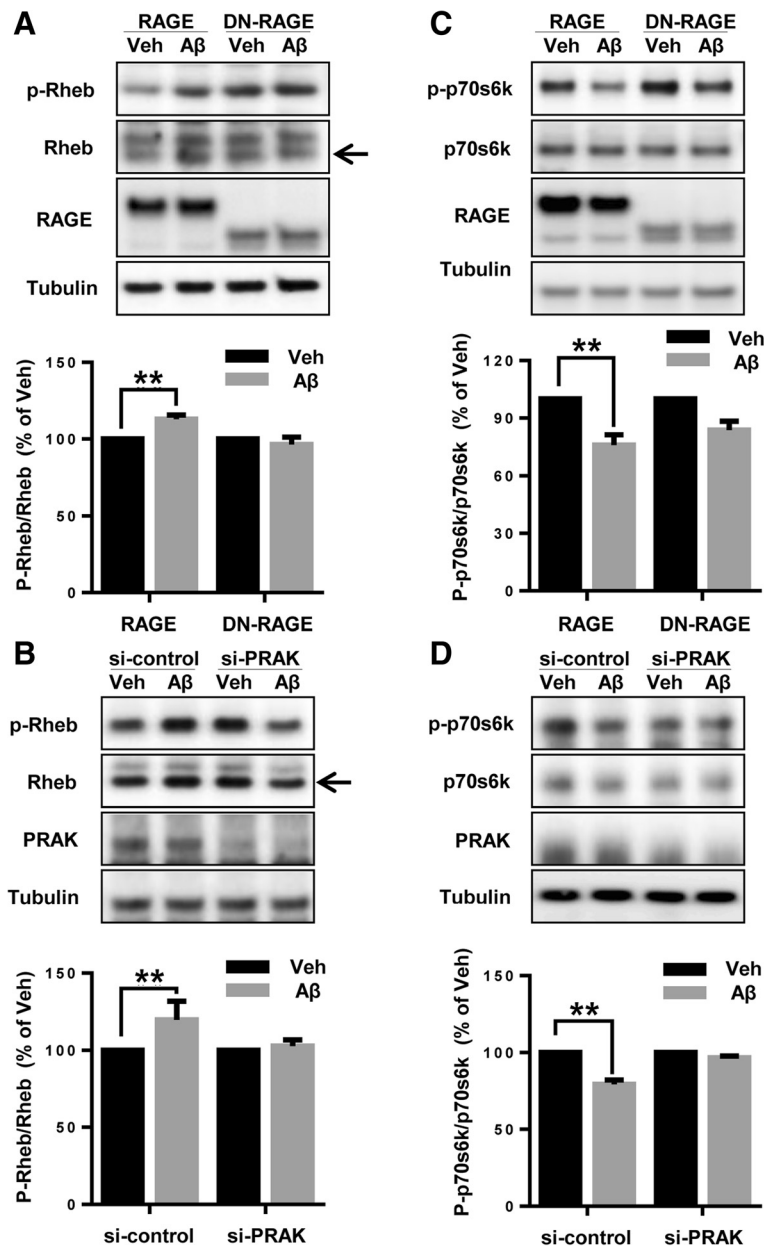 A
RAGE DN-RAGE
Veh Aβ Veh Aβ
p-Rheb
Rheb
RAGE
Tubulin
P-Rheb/Rheb (% of Veh)
150
100
50
0
Veh
Aβ
**
RAGE DN-RAGE
C
RAGE DN-RAGE
Veh Aβ Veh Aβ
p-p70s6k
p70s6k
RAGE
Tubulin
P-p70s6k/p70s6k (% of Veh)
120
90
60
30
0
Veh
Aβ
**
RAGE DN-RAGE
B
si-control si-PRAK
Veh Aβ Veh Aβ
p-Rheb
Rheb
PRAK
Tubulin
P-Rheb/Rheb (% of Veh)
150
100
50
0
Veh
Aβ
**
si-control si-PRAK
D
si-control si-PRAK
Veh Aβ Veh Aβ
p-p70s6k
p70s6k
PRAK
Tubulin
P-p70s6k/p70s6k (% of Veh)
150
100
50
0
Veh
Aβ
**
si-control si-PRAK